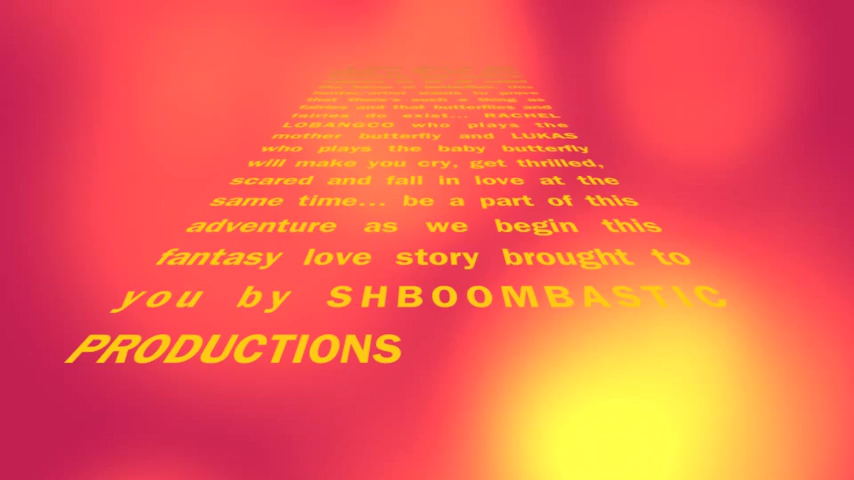 that there's such a thing as
fairies and that butterflies and
fairies do exist... RACHEL
LOBANGCO who plays the
mother butterfly and LUKAS
who plays the baby butterfly
will make you cry, get thrilled,
scared and fall in love at the
same time... be a part of this
adventure as we begin this
fantasy love story brought to
you by SHBOOMBASTIC
PRODUCTIONS